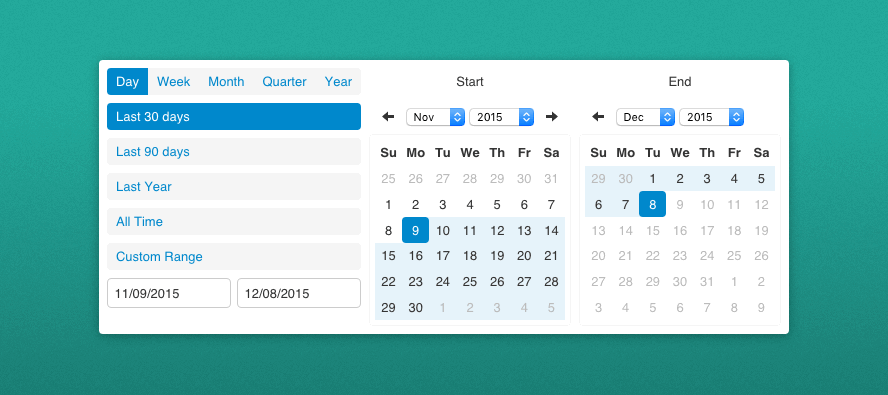 Day Week Month Quarter Year
Last 30 days
Last 90 days
Last Year
All Time
Custom Range
11/09/2015 12/08/2015
Start
Nov 2015
Su Mo Tu We Th Fr Sa
25 26 27 28 29 30 31
1 2 3 4 5 6 7
8 9 10 11 12 13 14
15 16 17 18 19 20 21
22 23 24 25 26 27 28
29 30 1 2 3 4 5
End
Dec 2015
Su Mo Tu We Th Fr Sa
29 30 1 2 3 4 5
6 7 8 9 10 11 12
13 14 15 16 17 18 19
20 21 22 23 24 25 26
27 28 29 30 31 1 2
3 4 5 6 7 8 9